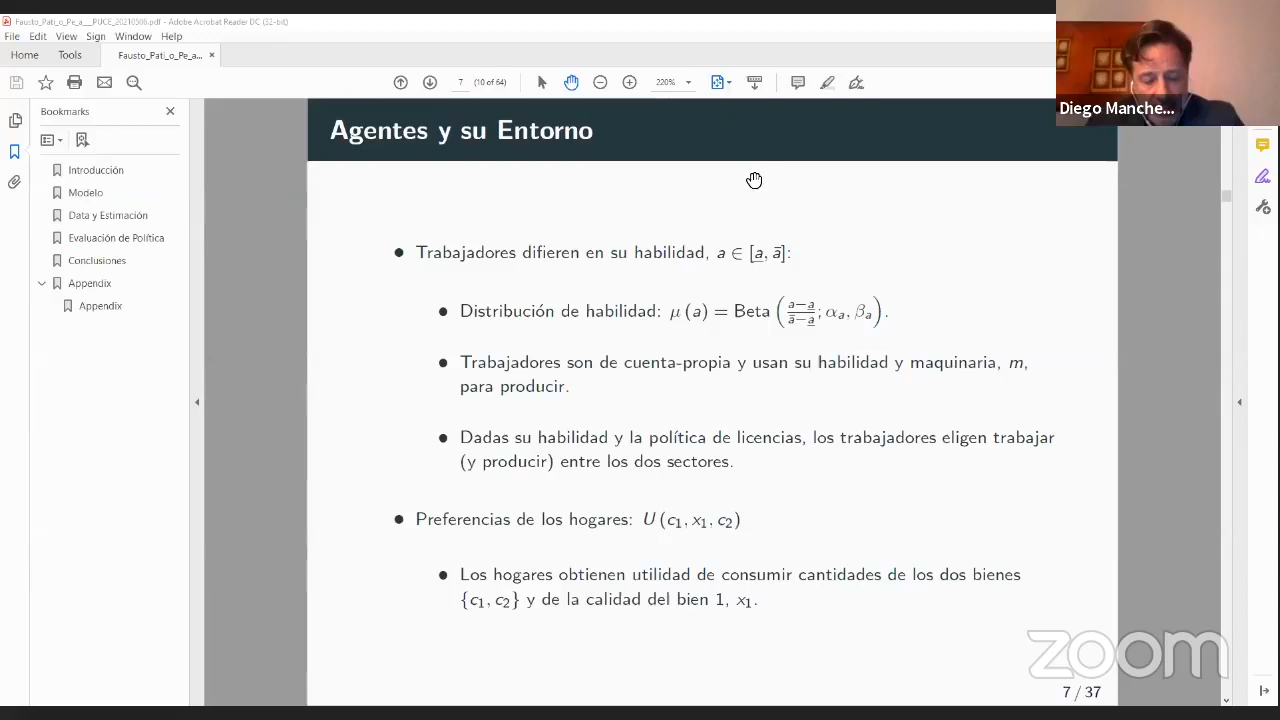 Fausto_Pati_o_Pe_a___PUCE_20210506.pdf - Adobe Acrobat Reader DC (32-bit)
File Edit View Sign Window Help
Home Tools Fausto_Pati_o_Pe_a... ×
7 (10 of 64) 220%
Diego Manche...
Bookmarks
Introducción
Modelo
Data y Estimación
Evaluación de Política
Conclusiones
Appendix
Appendix
Agentes y su Entorno
• Trabajadores difieren en su habilidad, a ∈ [a̲, ā]:
• Distribución de habilidad: μ (a) = Beta ((a−a̲)/(ā−a̲); αₐ, βₐ).
• Trabajadores son de cuenta-propia y usan su habilidad y maquinaria, m,
para producir.
• Dadas su habilidad y la política de licencias, los trabajadores eligen trabajar
(y producir) entre los dos sectores.
• Preferencias de los hogares: U (c₁, x₁, c₂)
• Los hogares obtienen utilidad de consumir cantidades de los dos bienes
{c₁, c₂} y de la calidad del bien 1, x₁.
zoom
7 / 37